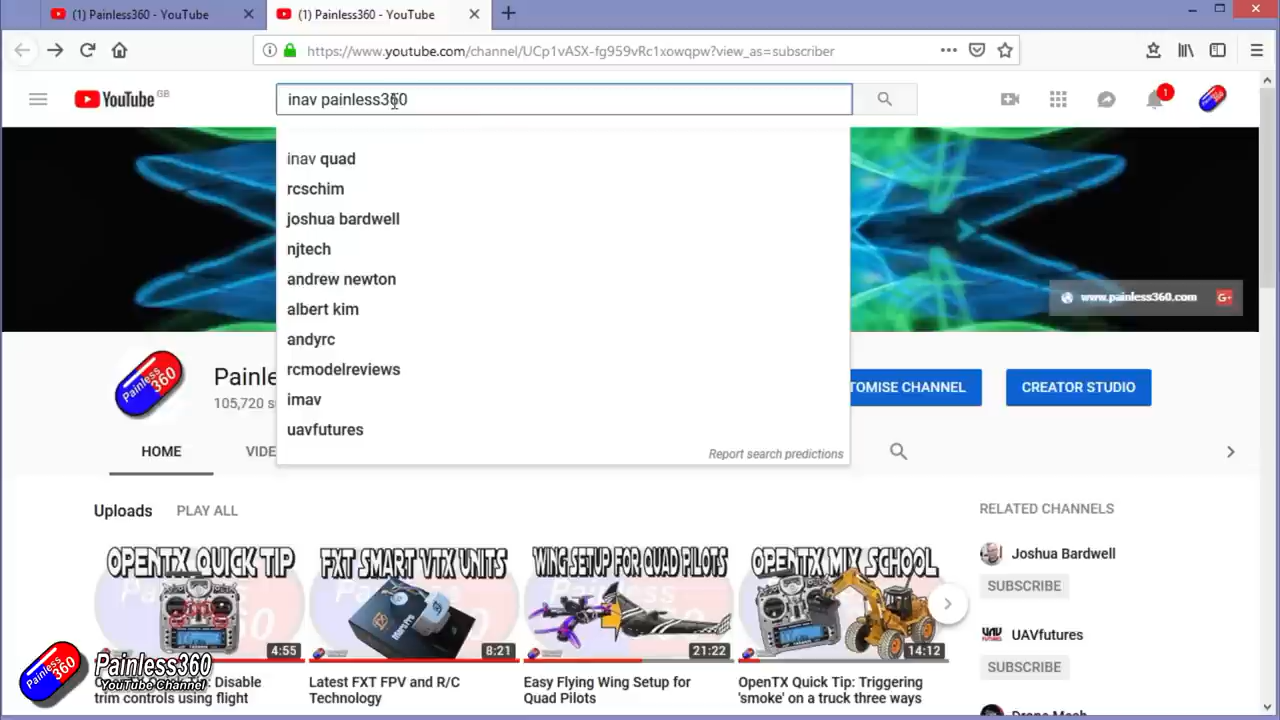 (1) Painless360 - YouTube
(1) Painless360 - YouTube
https://www.youtube.com/channel/UCp1vASX-fg959vRc1xowqpw?view_as=subscriber
YouTube GB
inav painless360
1
inav quad
rcschim
joshua bardwell
njtech
andrew newton
albert kim
andyrc
rcmodelreviews
imav
uavfutures
Report search predictions
www.painless360.com G+
Painless360
Painle
105,720 s
TOMISE CHANNEL
CREATOR STUDIO
HOME
VIDE
Uploads
PLAY ALL
RELATED CHANNELS
OPENTX QUICK TIP
FXT SMART VTX UNITS
WING SETUP FOR QUAD PILOTS
OPENTX MIX SCHOOL
4:55
8:21
21:22
14:12
Joshua Bardwell
SUBSCRIBE
UAVfutures
SUBSCRIBE
Painless360
YouTube Channel
Painless360
Disable
trim controls using flight
Latest FXT FPV and R/C
Technology
Easy Flying Wing Setup for
Quad Pilots
OpenTX Quick Tip: Triggering
'smoke' on a truck three ways